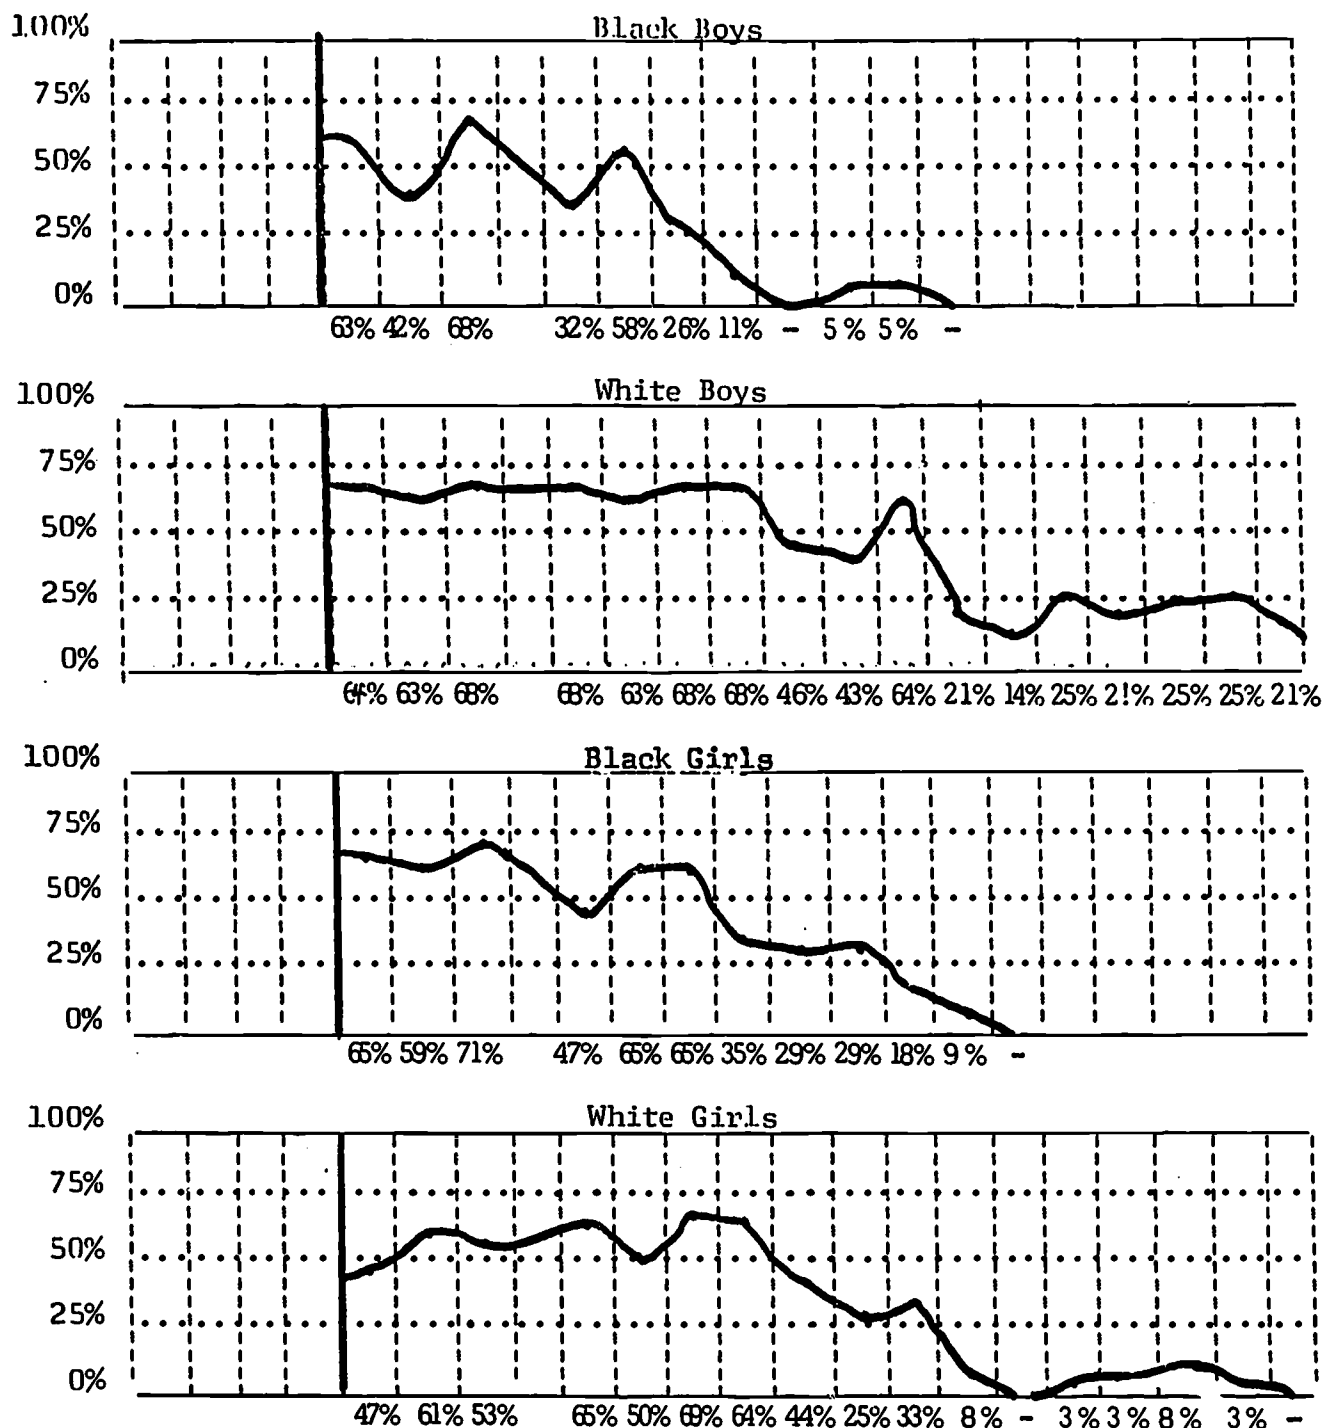 Black Boys
100%
75%
50%
25%
0%
63% 42% 68% 32% 58% 26% 11% - 5% 5% -
White Boys
100%
75%
50%
25%
0%
64% 63% 68% 68% 63% 68% 68% 46% 43% 64% 21% 14% 25% 21% 25% 25% 21%
Black Girls
100%
75%
50%
25%
0%
65% 59% 71% 47% 65% 65% 35% 29% 29% 18% 9% -
White Girls
100%
75%
50%
25%
0%
47% 61% 53% 65% 50% 69% 64% 44% 25% 33% 8% - 3% 3% 8% 3% -